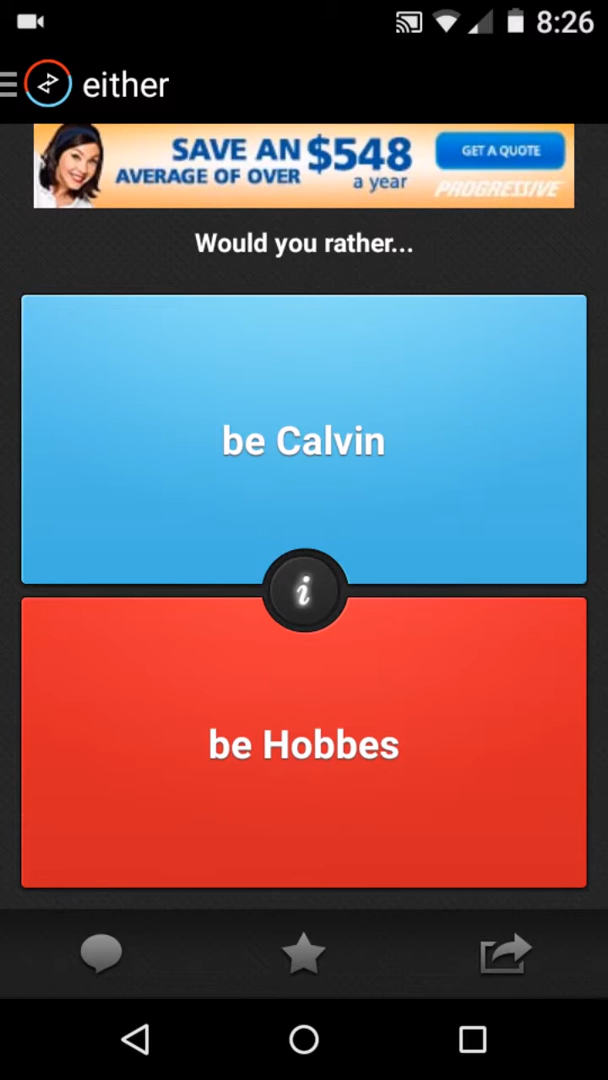 8:26
either
SAVE AN $548
AVERAGE OF OVER a year
GET A QUOTE
PROGRESSIVE
Would you rather...
be Calvin
i
be Hobbes